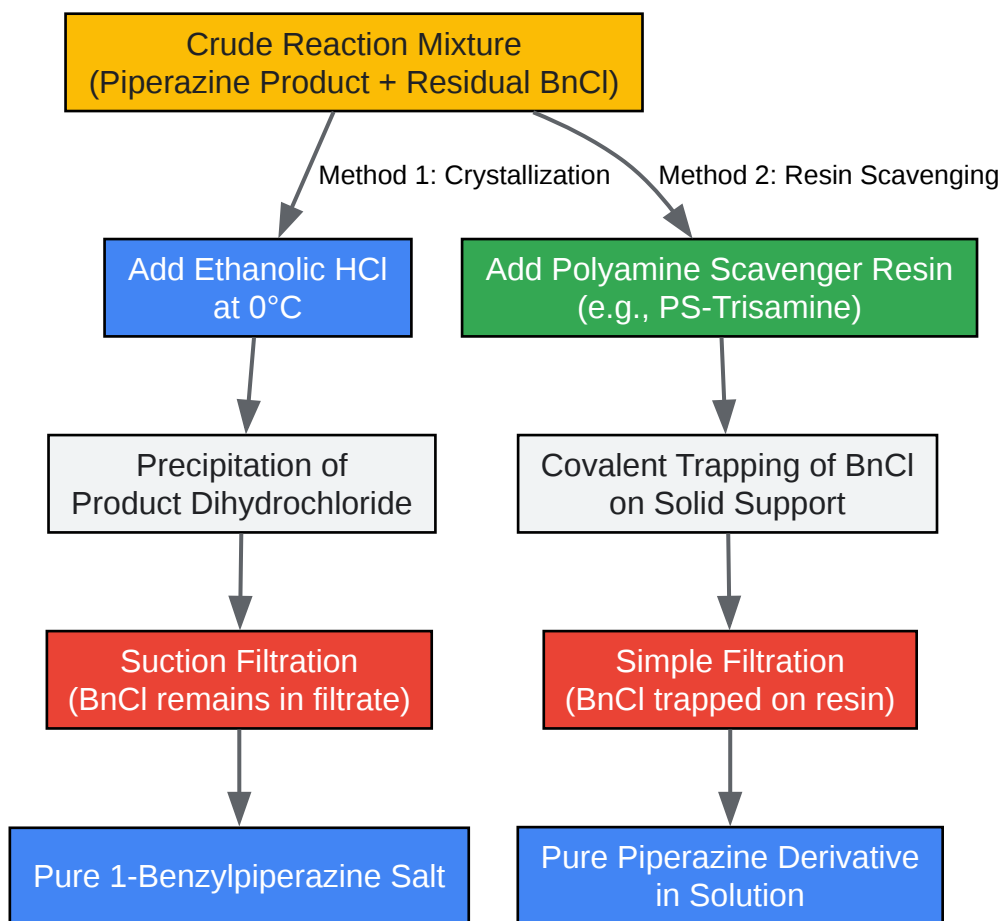 Crude Reaction Mixture
(Piperazine Product + Residual BnCl)
Method 1: Crystallization
Method 2: Resin Scavenging
Add Ethanolic HCl
at 0°C
Add Polyamine Scavenger Resin
(e.g., PS-Trisamine)
Precipitation of
Product Dihydrochloride
Covalent Trapping of BnCl
on Solid Support
Suction Filtration
(BnCl remains in filtrate)
Simple Filtration
(BnCl trapped on resin)
Pure 1-Benzylpiperazine Salt
Pure Piperazine Derivative
in Solution